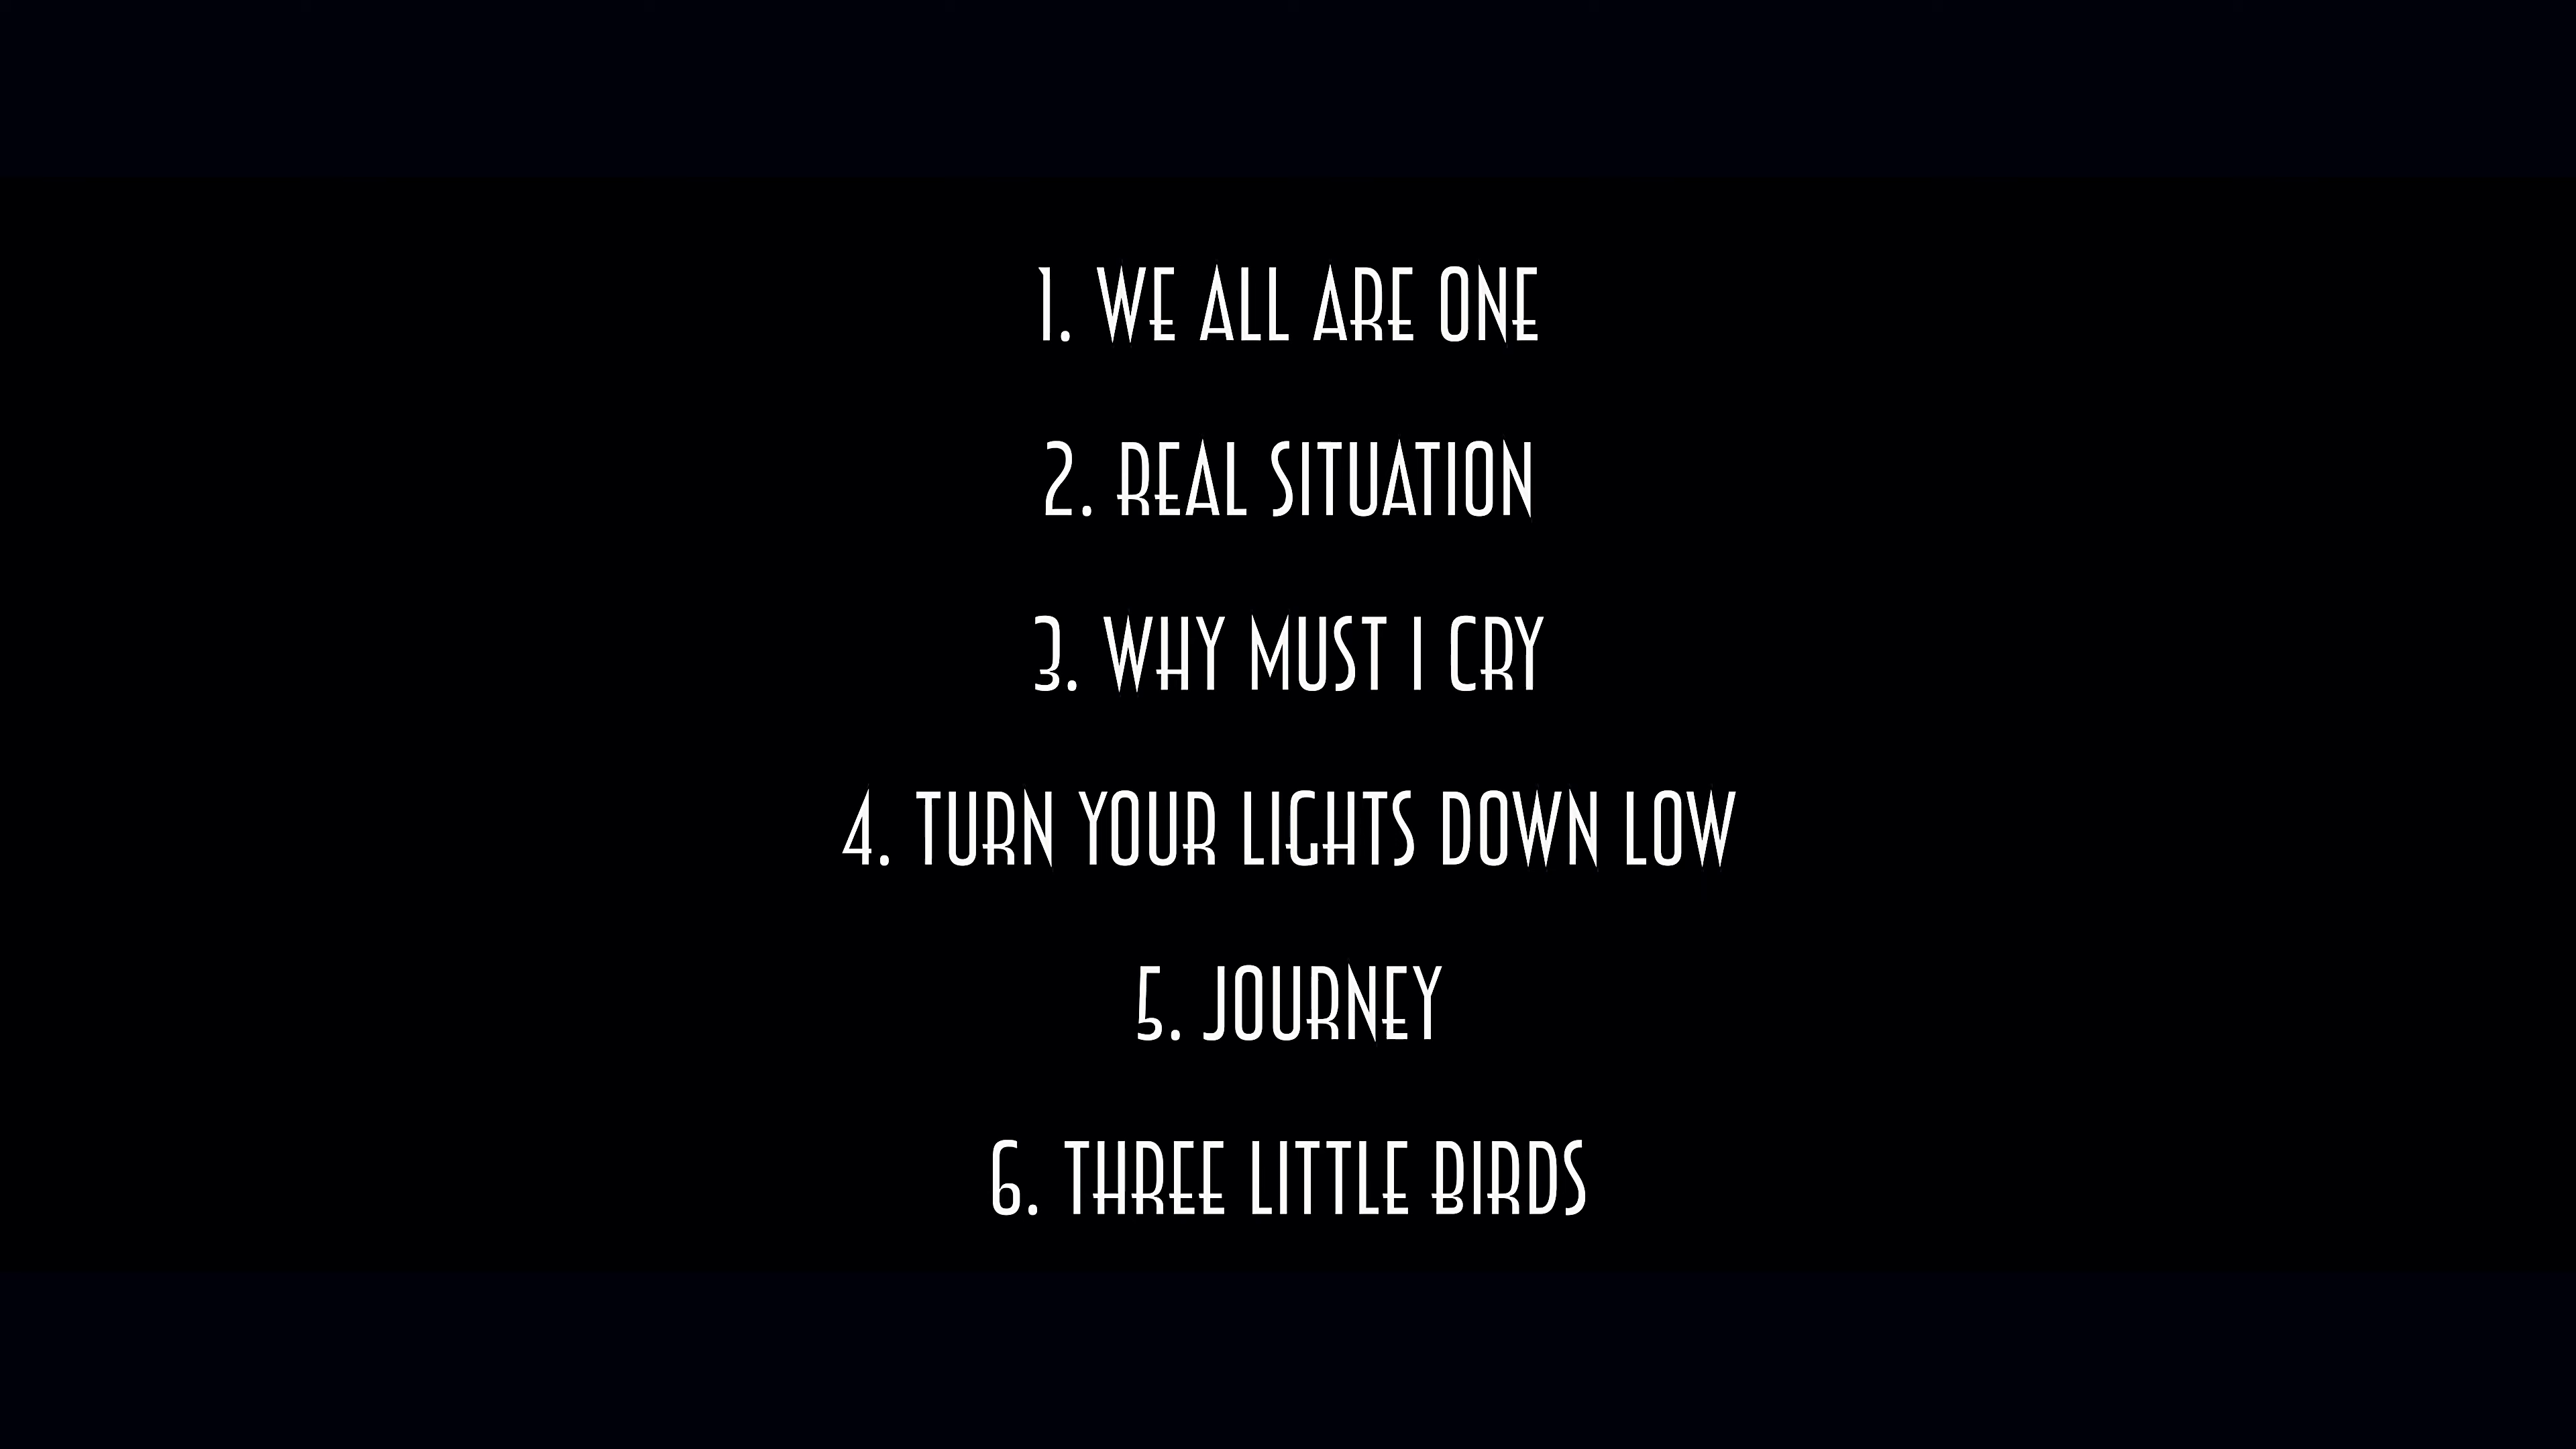 1. WE ALL ARE ONE
2. REAL SITUATION
3. WHY MUST I CRY
4. TURN YOUR LIGHTS DOWN LOW
5. JOURNEY
6. THREE LITTLE BIRDS